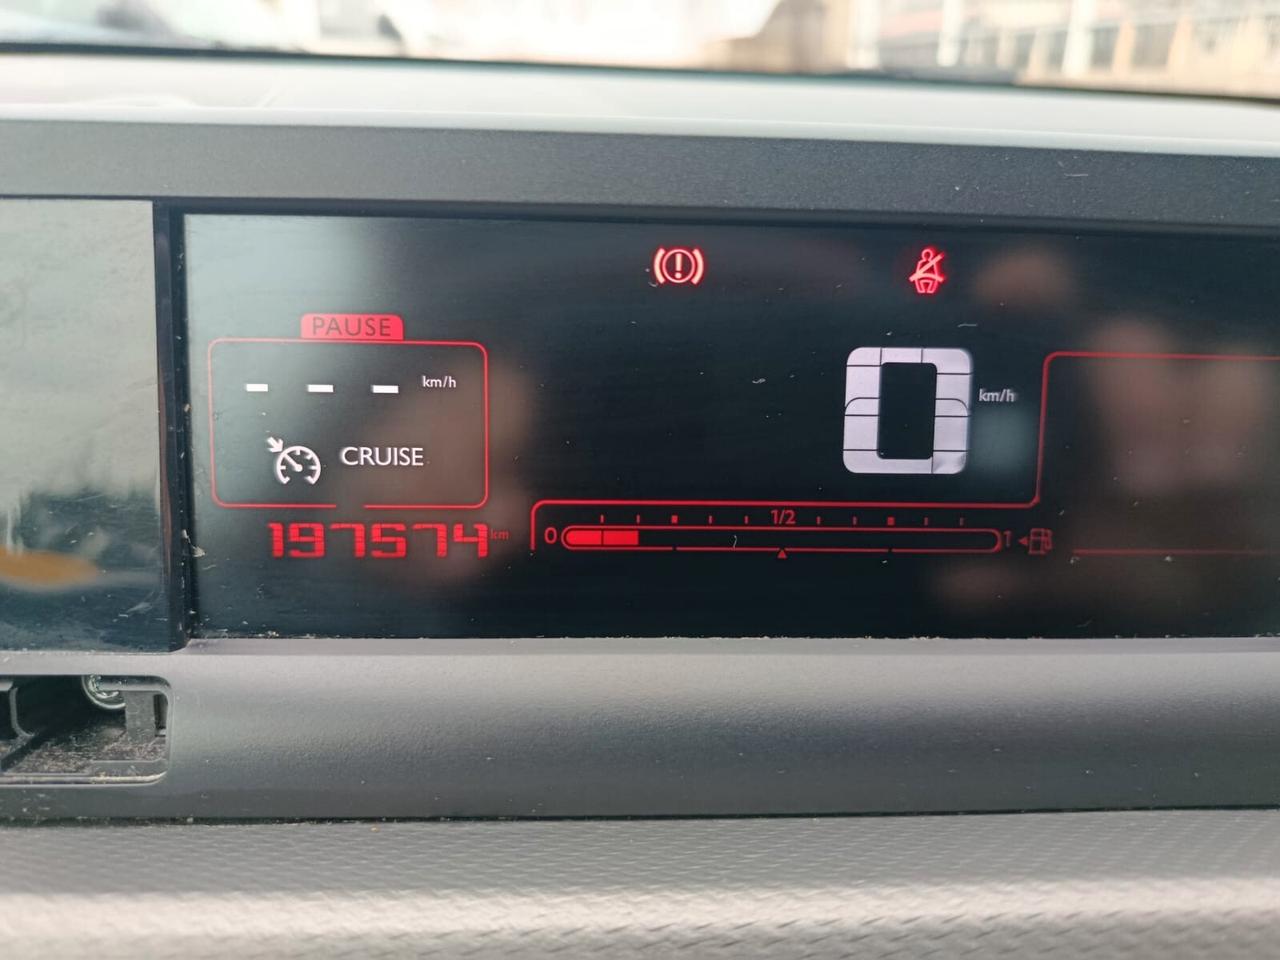 PAUSE
- - - km/h
CRUISE
0 km/h
197574 km
0 1/2 1